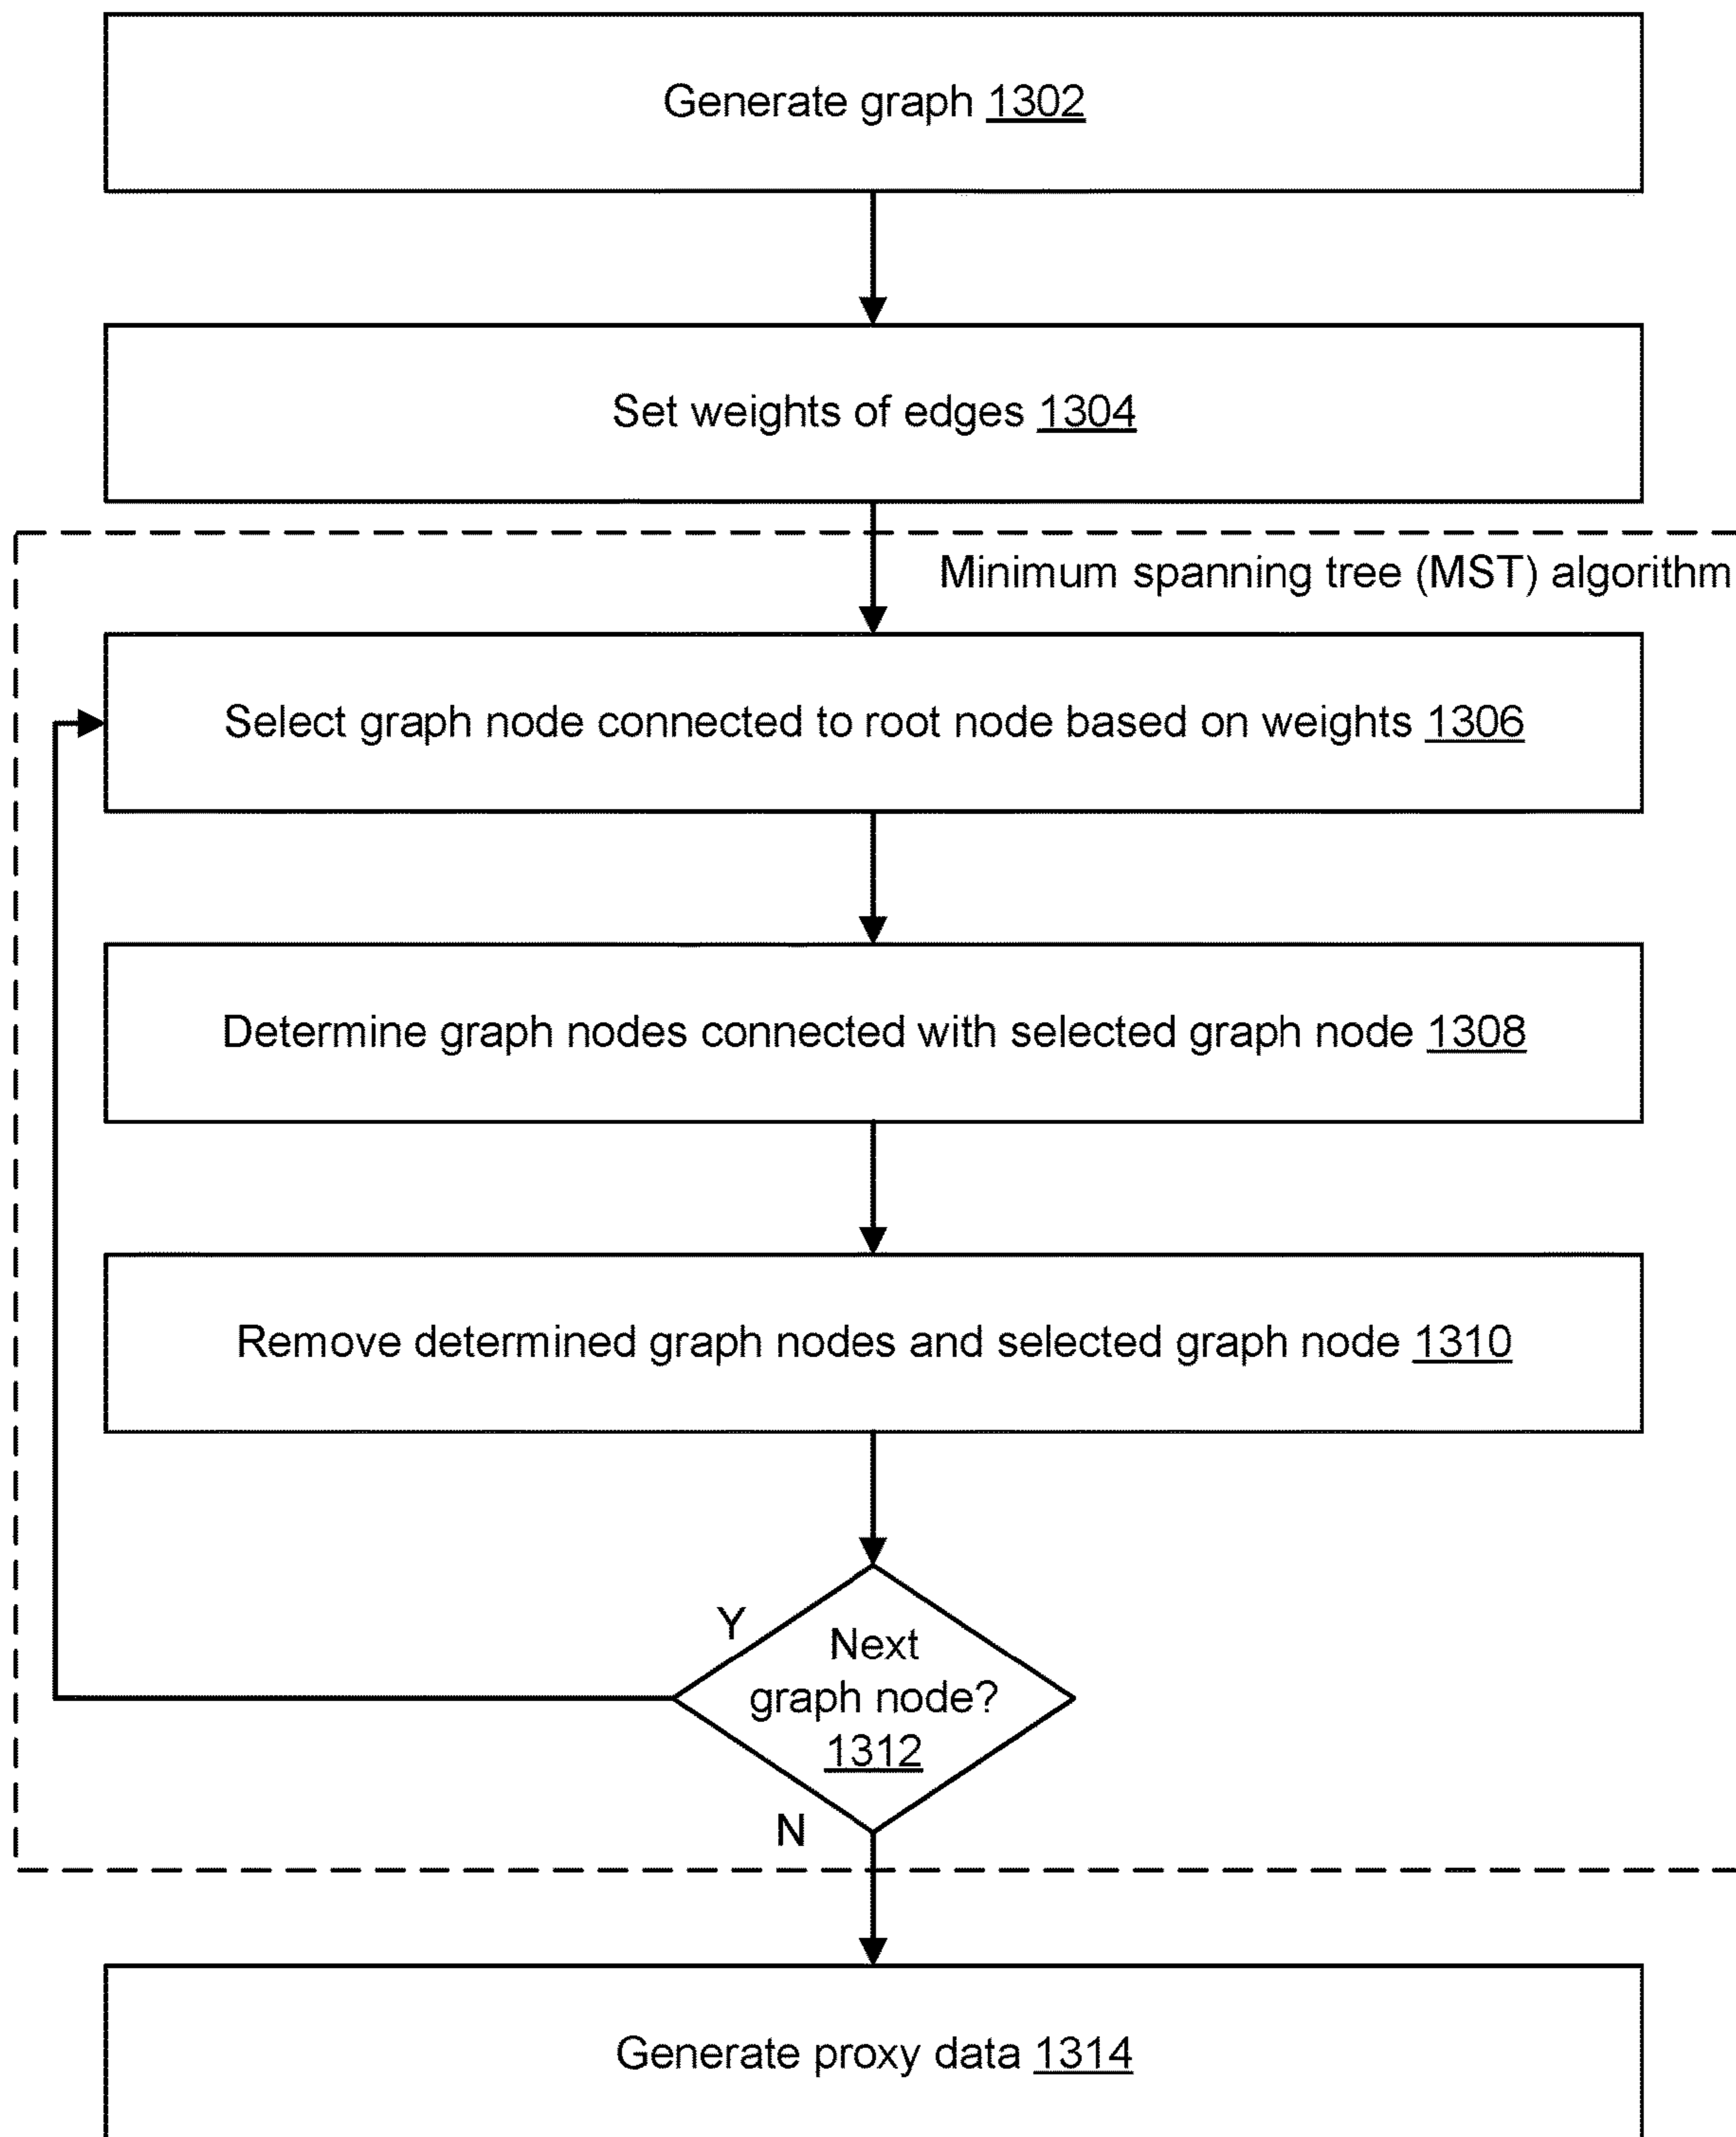 Generate graph 1302
Set weights of edges 1304
Minimum spanning tree (MST) algorithm
Select graph node connected to root node based on weights 1306
Determine graph nodes connected with selected graph node 1308
Remove determined graph nodes and selected graph node 1310
Y
Next
graph node?
1312
N
Generate proxy data 1314